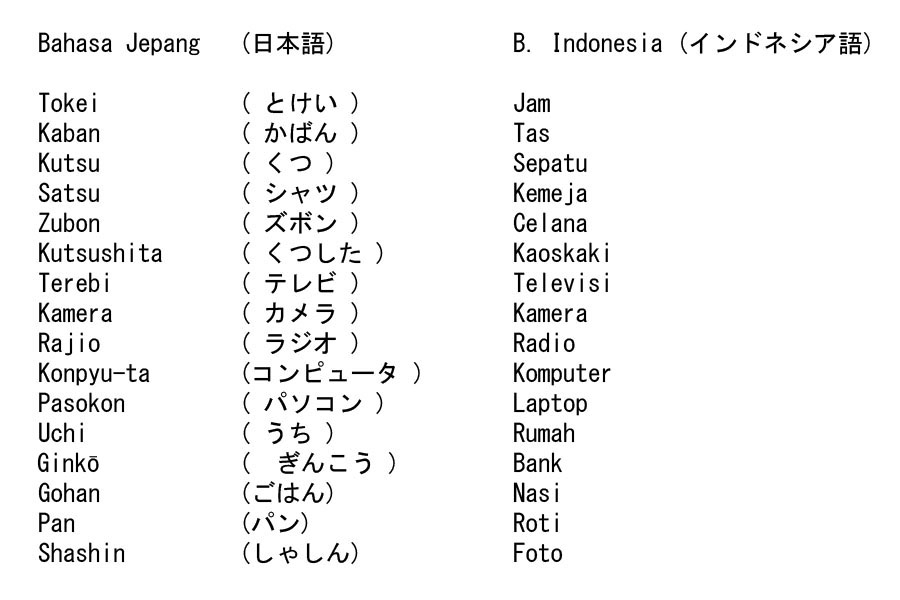 Bahasa Jepang (日本語) B. Indonesia (インドネシア語)
Tokei ( とけい ) Jam
Kaban ( かばん ) Tas
Kutsu ( くつ ) Sepatu
Satsu ( シャツ ) Kemeja
Zubon ( ズボン ) Celana
Kutsushita ( くつした ) Kaoskaki
Terebi ( テレビ ) Televisi
Kamera ( カメラ ) Kamera
Rajio ( ラジオ ) Radio
Konpyu-ta (コンピュータ ) Komputer
Pasokon ( パソコン ) Laptop
Uchi ( うち ) Rumah
Ginkō ( ぎんこう ) Bank
Gohan (ごはん) Nasi
Pan (パン) Roti
Shashin (しゃしん) Foto